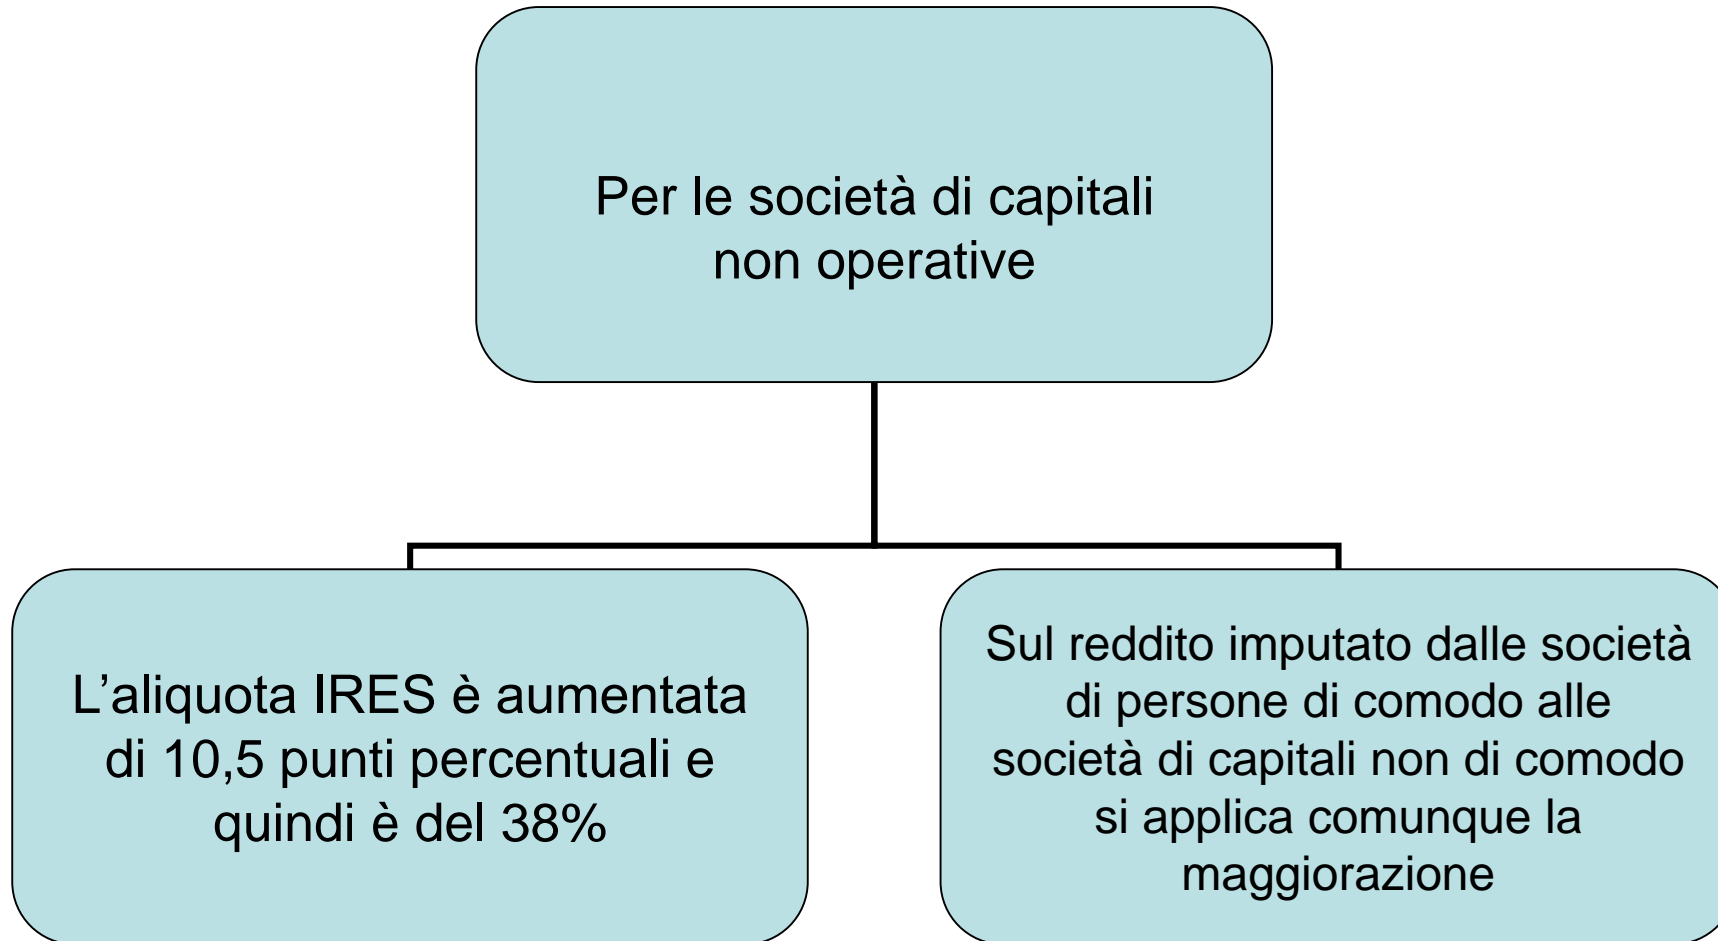 Per le società di capitali
non operative
L’aliquota IRES è aumentata
di 10,5 punti percentuali e
quindi è del 38%
Sul reddito imputato dalle società
di persone di comodo alle
società di capitali non di comodo
si applica comunque la
maggiorazione